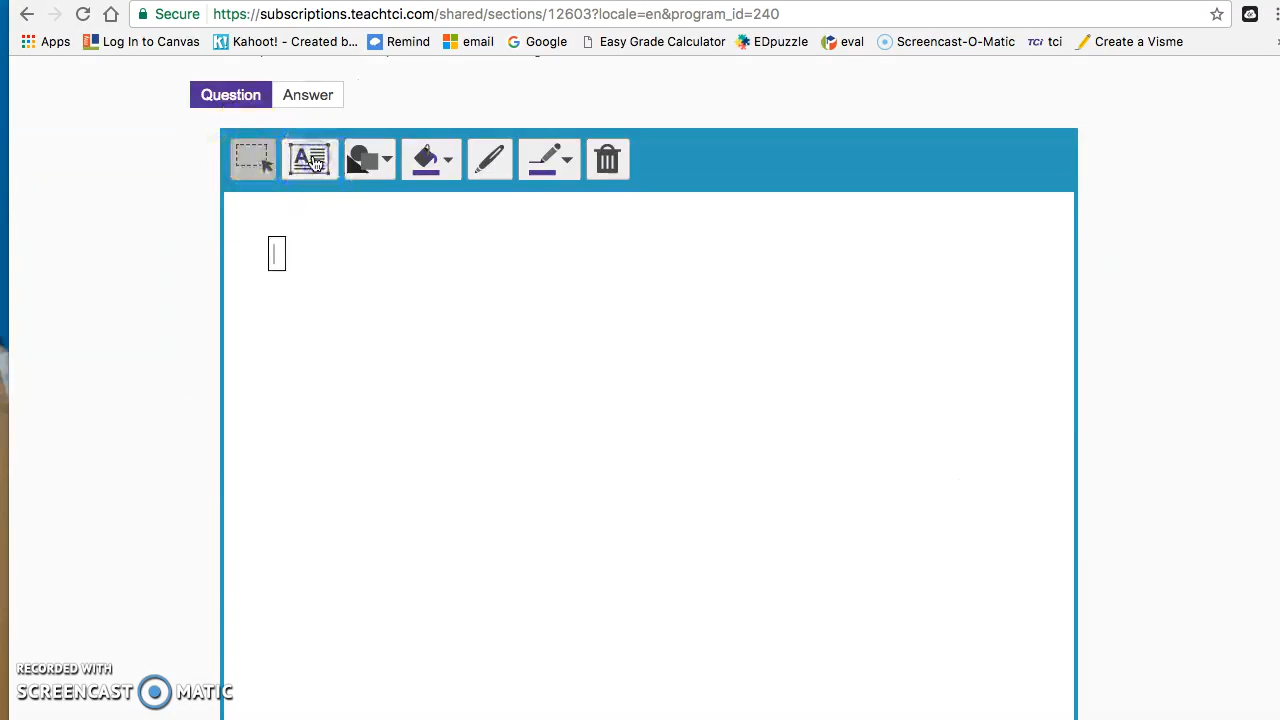 Secure https://subscriptions.teachtci.com/shared/sections/12603?locale=en&program_id=240
Apps Log In to Canvas Kahoot! - Created b... Remind email Google Easy Grade Calculator EDpuzzle eval Screencast-O-Matic tci Create a Visme
Question Answer
A
RECORDED WITH
SCREENCAST MATIC